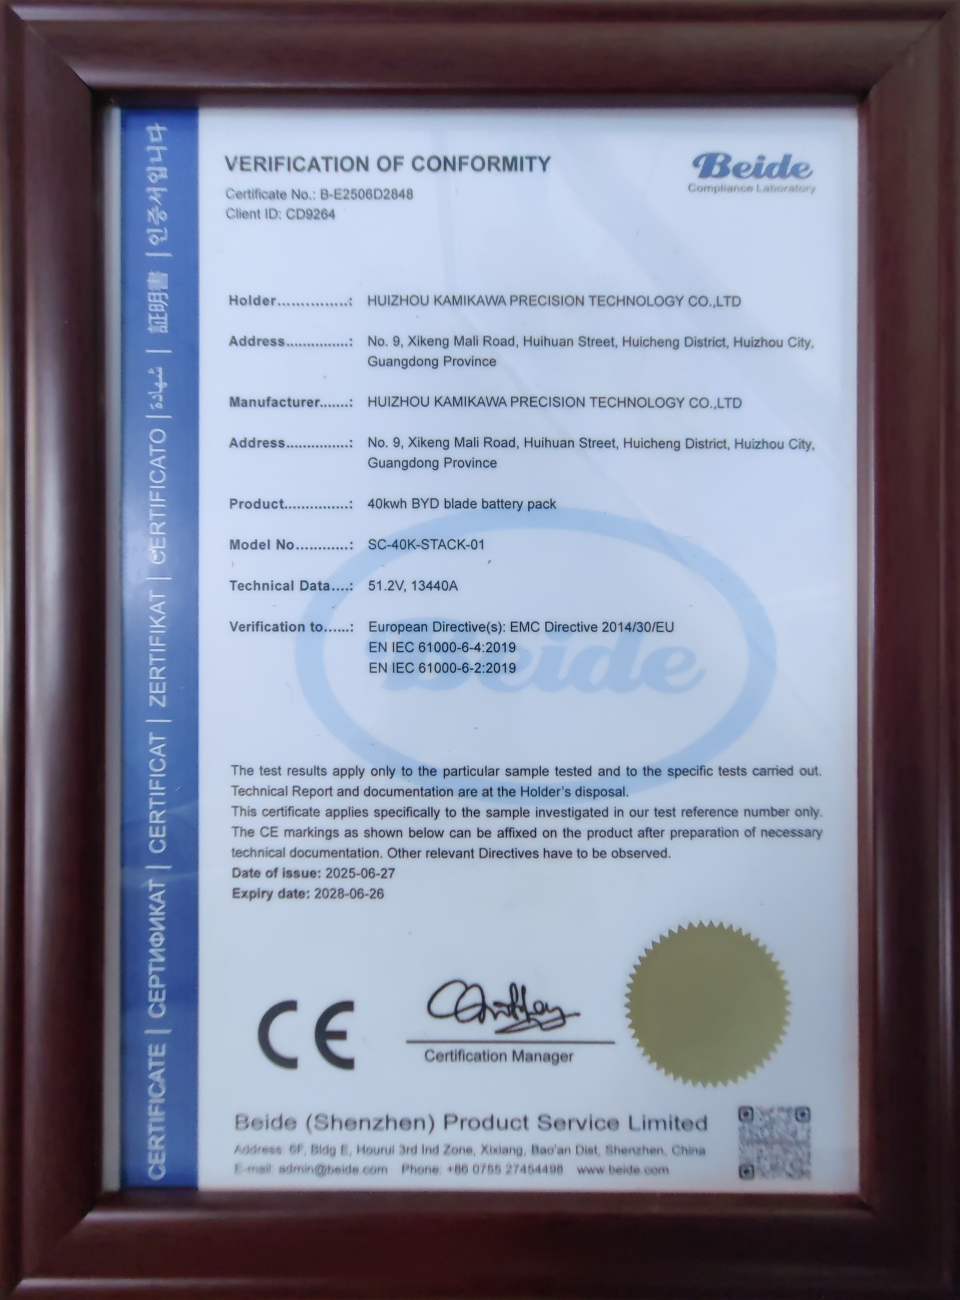 VERIFICATION OF CONFORMITY
Certificate No.: B-E2506D2848
Client ID: CD9264
Beide
Compliance Laboratory
Holder...............: HUIZHOU KAMIKAWA PRECISION TECHNOLOGY CO.,LTD
Address..............: No. 9, Xikeng Mali Road, Huihuan Street, Huicheng District, Huizhou City,
Guangdong Province
Manufacturer.......: HUIZHOU KAMIKAWA PRECISION TECHNOLOGY CO.,LTD
Address..............: No. 9, Xikeng Mali Road, Huihuan Street, Huicheng District, Huizhou City,
Guangdong Province
Product..............: 40kwh BYD blade battery pack
Model No...........: SC-40K-STACK-01
Technical Data....: 51.2V, 13440A
Verification to......: European Directive(s): EMC Directive 2014/30/EU
EN IEC 61000-6-4:2019
EN IEC 61000-6-2:2019
Beide
The test results apply only to the particular sample tested and to the specific tests carried out.
Technical Report and documentation are at the Holder's disposal.
This certificate applies specifically to the sample investigated in our test reference number only.
The CE markings as shown below can be affixed on the product after preparation of necessary
technical documentation. Other relevant Directives have to be observed.
Date of issue: 2025-06-27
Expiry date: 2028-06-26
CE
Certification Manager
Beide (Shenzhen) Product Service Limited
Address: 6F, Bldg E, Hourui 3rd Ind Zone, Xixiang, Bao'an Dist, Shenzhen, China
E-mail: admin@beide.com Phone: +86 0755 27454498 www.beide.com
CERTIFICATE | СЕРТИФИКАТ | CERTIFICAT | ZERTIFIKAT | CERTIFICATO | شهادة | 証明書 | 인증서입니다